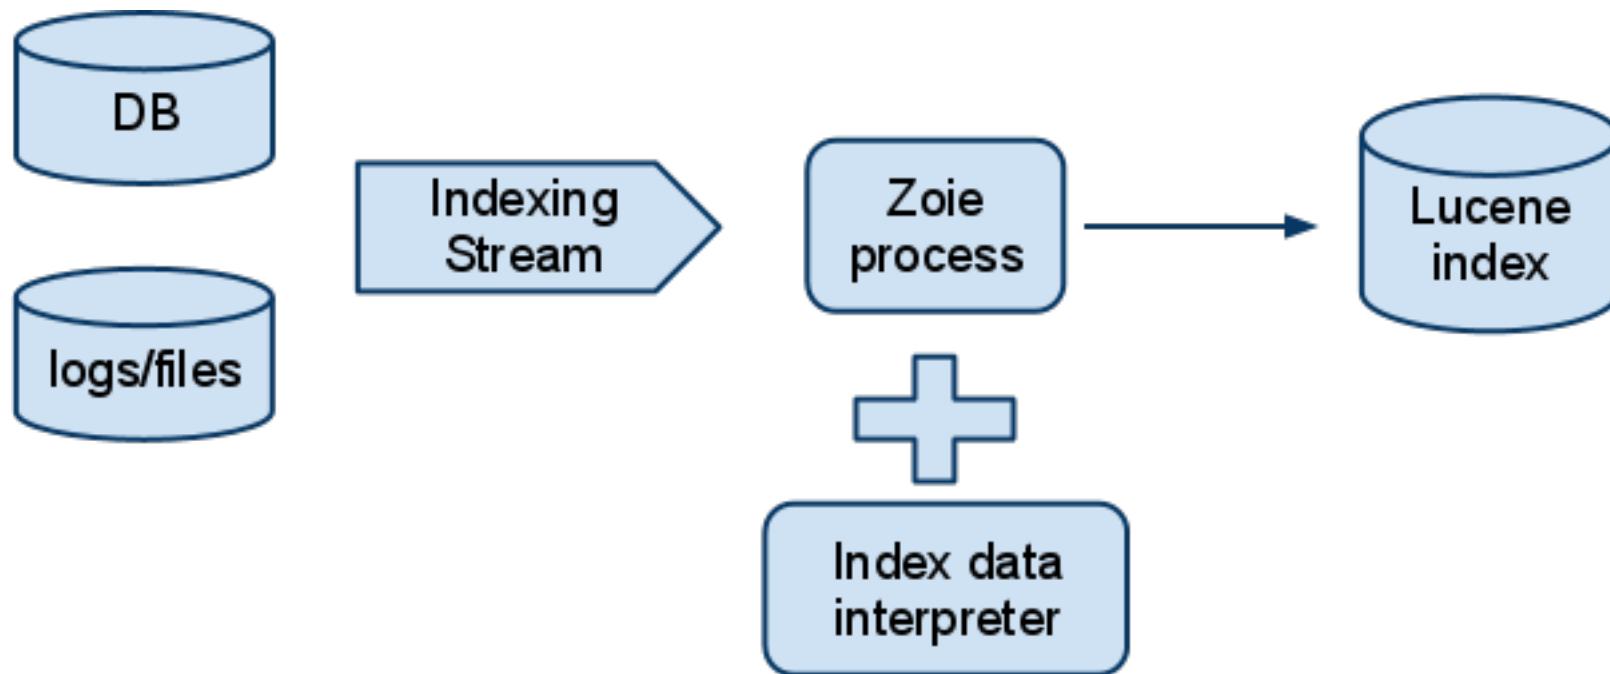 DB
logs/files
Indexing
Stream
Zoie
process
Index data
interpreter
Lucene
index